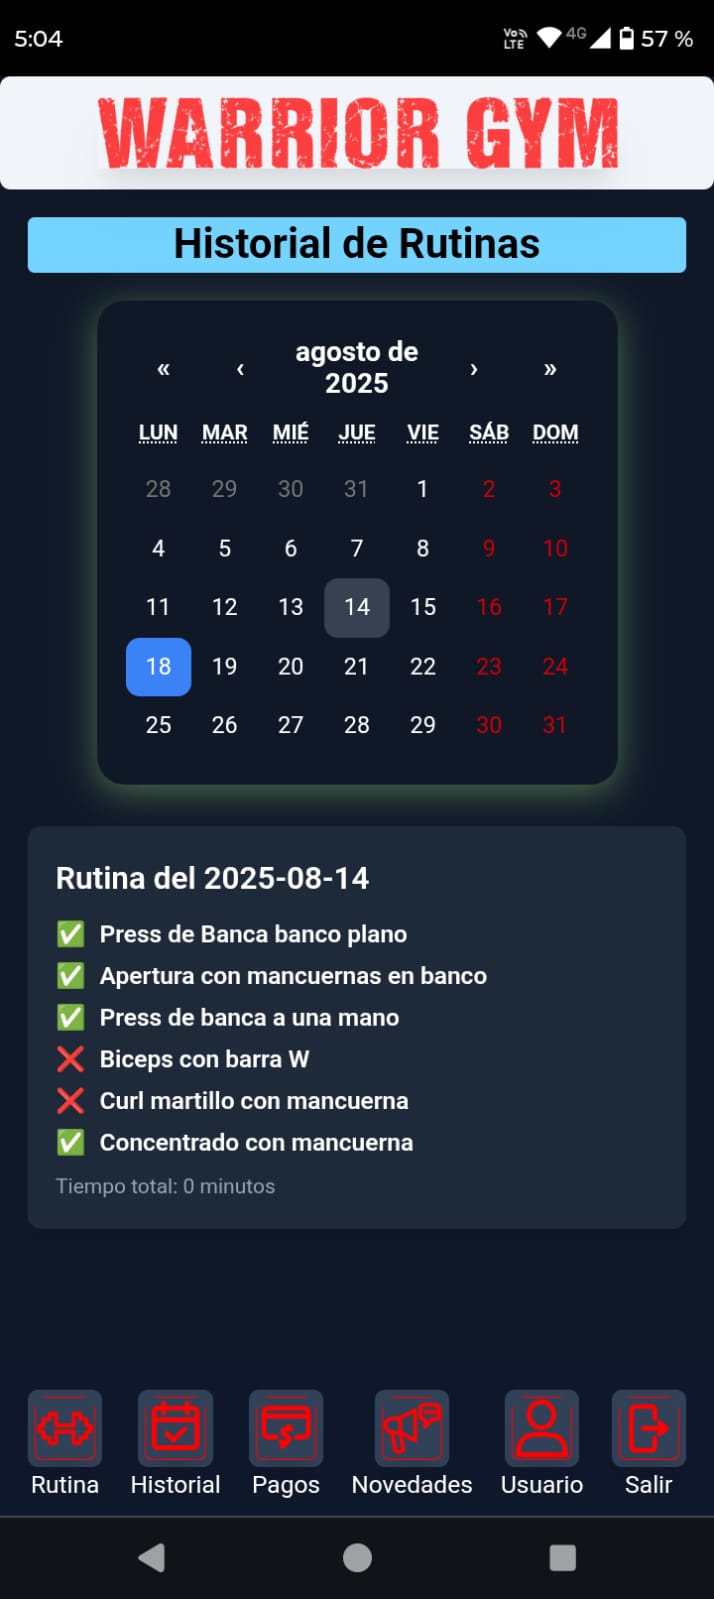 5:04 Vo LTE 4G 57 %
WARRIOR GYM
Historial de Rutinas
« ‹ agosto de 2025 › »
LUN MAR MIÉ JUE VIE SÁB DOM
28 29 30 31 1 2 3
4 5 6 7 8 9 10
11 12 13 14 15 16 17
18 19 20 21 22 23 24
25 26 27 28 29 30 31
Rutina del 2025-08-14
✅ Press de Banca banco plano
✅ Apertura con mancuernas en banco
✅ Press de banca a una mano
❌ Biceps con barra W
❌ Curl martillo con mancuerna
✅ Concentrado con mancuerna
Tiempo total: 0 minutos
Rutina Historial Pagos Novedades Usuario Salir